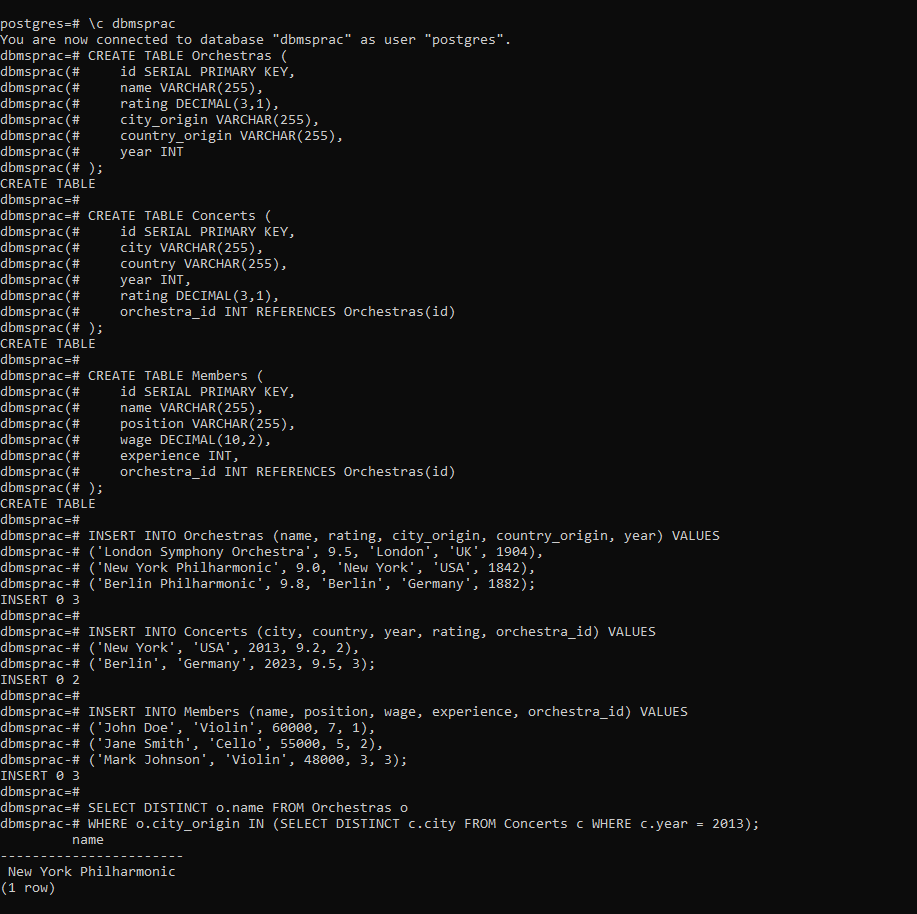 postgres=# \c dbmsprac
You are now connected to database "dbmsprac" as user "postgres".
dbmsprac=# CREATE TABLE Orchestras (
dbmsprac(#     id SERIAL PRIMARY KEY,
dbmsprac(#     name VARCHAR(255),
dbmsprac(#     rating DECIMAL(3,1),
dbmsprac(#     city_origin VARCHAR(255),
dbmsprac(#     country_origin VARCHAR(255),
dbmsprac(#     year INT
dbmsprac(# );
CREATE TABLE
dbmsprac=#
dbmsprac=# CREATE TABLE Concerts (
dbmsprac(#     id SERIAL PRIMARY KEY,
dbmsprac(#     city VARCHAR(255),
dbmsprac(#     country VARCHAR(255),
dbmsprac(#     year INT,
dbmsprac(#     rating DECIMAL(3,1),
dbmsprac(#     orchestra_id INT REFERENCES Orchestras(id)
dbmsprac(# );
CREATE TABLE
dbmsprac=#
dbmsprac=# CREATE TABLE Members (
dbmsprac(#     id SERIAL PRIMARY KEY,
dbmsprac(#     name VARCHAR(255),
dbmsprac(#     position VARCHAR(255),
dbmsprac(#     wage DECIMAL(10,2),
dbmsprac(#     experience INT,
dbmsprac(#     orchestra_id INT REFERENCES Orchestras(id)
dbmsprac(# );
CREATE TABLE
dbmsprac=#
dbmsprac=# INSERT INTO Orchestras (name, rating, city_origin, country_origin, year) VALUES
dbmsprac-# ('London Symphony Orchestra', 9.5, 'London', 'UK', 1904),
dbmsprac-# ('New York Philharmonic', 9.0, 'New York', 'USA', 1842),
dbmsprac-# ('Berlin Philharmonic', 9.8, 'Berlin', 'Germany', 1882);
INSERT 0 3
dbmsprac=#
dbmsprac=# INSERT INTO Concerts (city, country, year, rating, orchestra_id) VALUES
dbmsprac-# ('New York', 'USA', 2013, 9.2, 2),
dbmsprac-# ('Berlin', 'Germany', 2023, 9.5, 3);
INSERT 0 2
dbmsprac=#
dbmsprac=# INSERT INTO Members (name, position, wage, experience, orchestra_id) VALUES
dbmsprac-# ('John Doe', 'Violin', 60000, 7, 1),
dbmsprac-# ('Jane Smith', 'Cello', 55000, 5, 2),
dbmsprac-# ('Mark Johnson', 'Violin', 48000, 3, 3);
INSERT 0 3
dbmsprac=#
dbmsprac=# SELECT DISTINCT o.name FROM Orchestras o
dbmsprac-# WHERE o.city_origin IN (SELECT DISTINCT c.city FROM Concerts c WHERE c.year = 2013);
         name
-----------------------
 New York Philharmonic
(1 row)